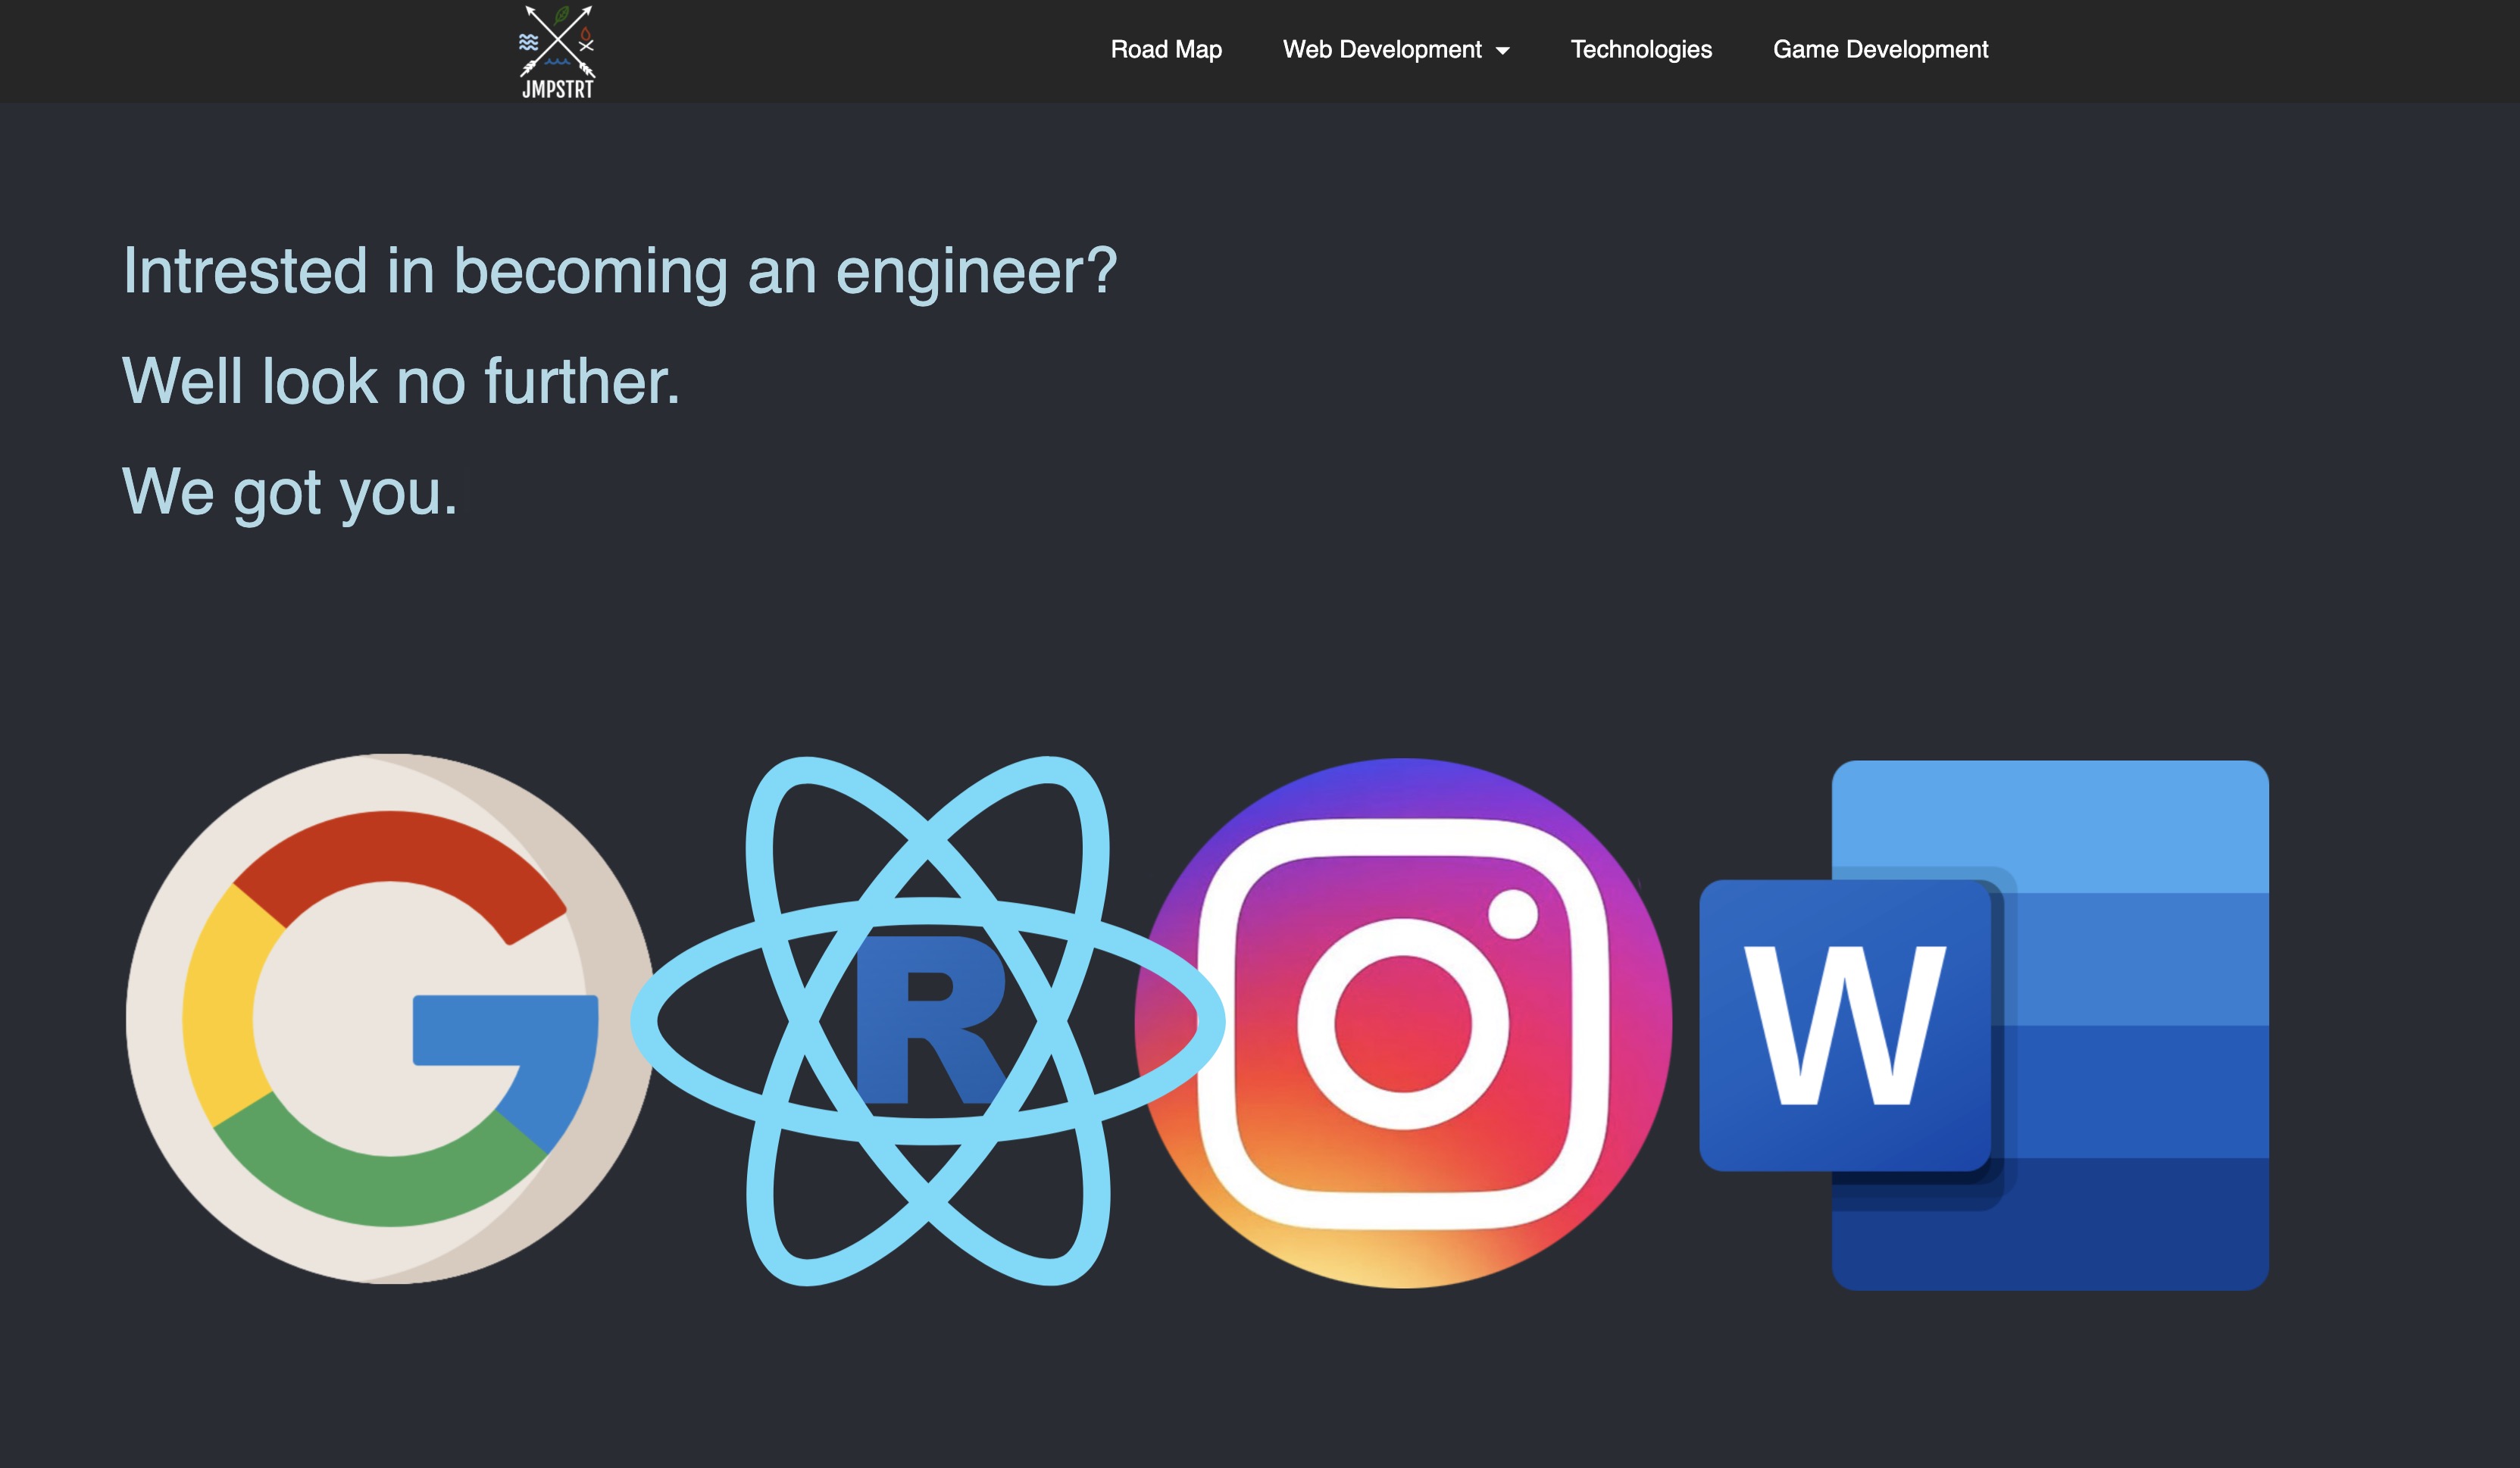 JMPSTRT
Road Map
Web Development
Technologies
Game Development
Intrested in becoming an engineer?
Well look no further.
We got you.
G
R
W